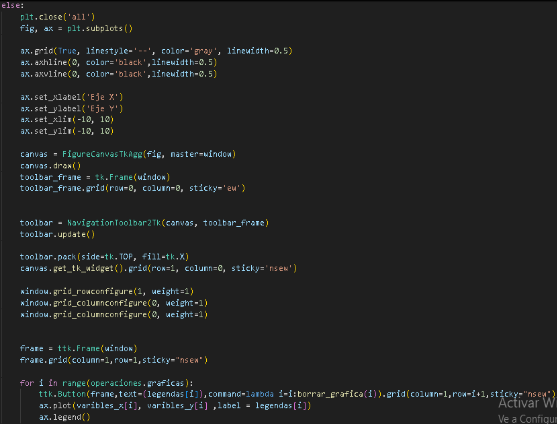 else:
    plt.close('all')
    fig, ax = plt.subplots()

    ax.grid(True, linestyle='--', color='gray', linewidth=0.5)
    ax.axhline(0, color='black',linewidth=0.5)
    ax.axvline(0, color='black',linewidth=0.5)

    ax.set_xlabel('Eje X')
    ax.set_ylabel('Eje Y')
    ax.set_xlim(-10, 10)
    ax.set_ylim(-10, 10)

    canvas = FigureCanvasTkAgg(fig, master=window)
    canvas.draw()
    toolbar_frame = tk.Frame(window)
    toolbar_frame.grid(row=0, column=0, sticky='ew')

    toolbar = NavigationToolbar2Tk(canvas, toolbar_frame)
    toolbar.update()

    toolbar.pack(side=tk.TOP, fill=tk.X)
    canvas.get_tk_widget().grid(row=1, column=0, sticky='nsew')

    window.grid_rowconfigure(1, weight=1)
    window.grid_columnconfigure(0, weight=1)
    window.grid_columnconfigure(0, weight=1)

    frame = ttk.Frame(window)
    frame.grid(column=1,row=1,sticky="nsew")

    for i in range(operaciones.graficas):
        ttk.Button(frame,text=[legendas[i]],command=lambda i=i:borrar_grafica(i)).grid(column=1,row=i+1,sticky="nsew")
        ax.plot(varibles_x[i], varibles_y[i] ,label = legendas[i])
        ax.legend()
Activar W
Ve a Configur